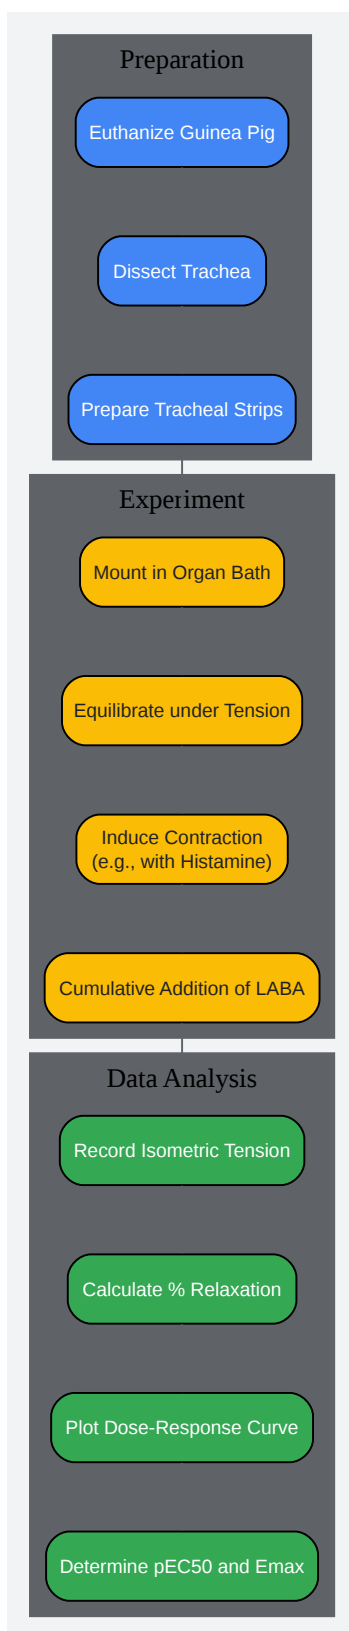 Preparation
Euthanize Guinea Pig
Dissect Trachea
Prepare Tracheal Strips
Experiment
Mount in Organ Bath
Equilibrate under Tension
Induce Contraction
(e.g., with Histamine)
Cumulative Addition of LABA
Data Analysis
Record Isometric Tension
Calculate % Relaxation
Plot Dose-Response Curve
Determine pEC50 and Emax